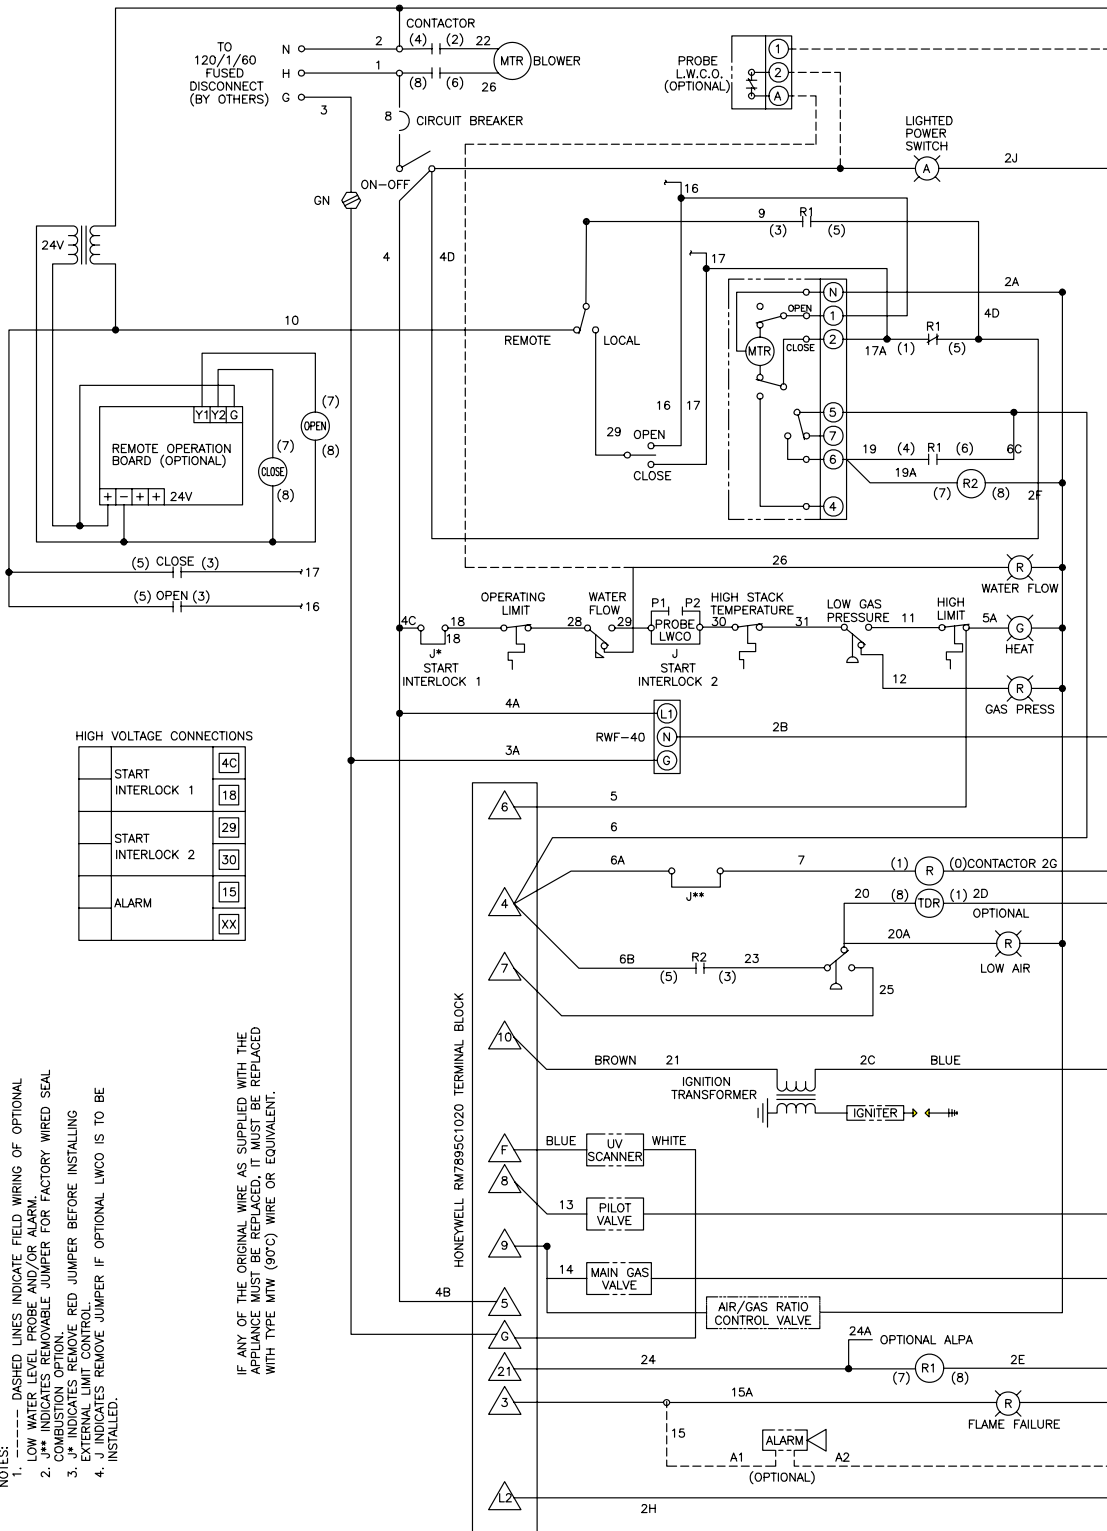 CONTACTOR
TO
120/1/60
FUSED
DISCONNECT
(BY OTHERS)
N
H
G
2
(4)
(2)
22
1
(8)
(6)
26
MTR
BLOWER
3
8
CIRCUIT BREAKER
ON-OFF
GN
PROBE
L.W.C.O.
(OPTIONAL)
1
2
A
LIGHTED
POWER
SWITCH
A
2J
24V
4
4D
16
9
R1
(3)
(5)
17
N
OPEN
1
CLOSE
2
MTR
2A
4D
17A
(1)
R1
(5)
10
REMOTE
LOCAL
16
17
29
OPEN
CLOSE
5
7
6
4
19
(4)
R1
(6)
6C
19A
(7)
R2
(8)
2F
Y1
Y2
G
REMOTE OPERATION
BOARD (OPTIONAL)
+
-
+
+
24V
(7)
OPEN
(8)
(7)
CLOSE
(8)
(5) CLOSE (3)
17
(5) OPEN (3)
16
26
R
WATER FLOW
4C
18
18
J*
START
INTERLOCK 1
OPERATING
LIMIT
28
WATER
FLOW
29
P1
P2
PROBE
LWCO
J
START
INTERLOCK 2
30
HIGH STACK
TEMPERATURE
31
LOW GAS
PRESSURE
11
HIGH
LIMIT
5A
G
HEAT
12
R
GAS PRESS
4A
L1
RWF-40
N
2B
3A
G
HIGH VOLTAGE CONNECTIONS
START
INTERLOCK 1
4C
18
START
INTERLOCK 2
29
30
ALARM
15
XX
HONEYWELL RM7895C1020 TERMINAL BLOCK
6
5
6
4
6A
J**
7
(1)
R
(0)CONTACTOR 2G
20
(8)
TDR
(1)
2D
OPTIONAL
20A
R
LOW AIR
6B
R2
(5)
(3)
23
25
7
10
BROWN
21
IGNITION
TRANSFORMER
2C
BLUE
IGNITER
F
BLUE
UV
SCANNER
WHITE
8
13
PILOT
VALVE
9
14
MAIN GAS
VALVE
AIR/GAS RATIO
CONTROL VALVE
4B
5
G
21
24
24A
OPTIONAL ALPA
(7)
R1
(8)
2E
3
15A
R
FLAME FAILURE
15
A1
ALARM
A2
(OPTIONAL)
L2
2H
IF ANY OF THE ORIGINAL WIRE AS SUPPLIED WITH THE
APPLIANCE MUST BE REPLACED, IT MUST BE REPLACED
WITH TYPE MTW (90°C) WIRE OR EQUIVALENT.
NOTES:
1. ----- DASHED LINES INDICATE FIELD WIRING OF OPTIONAL
LOW WATER LEVEL PROBE AND/OR ALARM.
2. J** INDICATES REMOVABLE JUMPER FOR FACTORY WIRED SEAL
COMBUSTION OPTION.
3. J* INDICATES REMOVE RED JUMPER BEFORE INSTALLING
EXTERNAL LIMIT CONTROL.
4. J INDICATES REMOVE JUMPER IF OPTIONAL LWCO IS TO BE
INSTALLED.